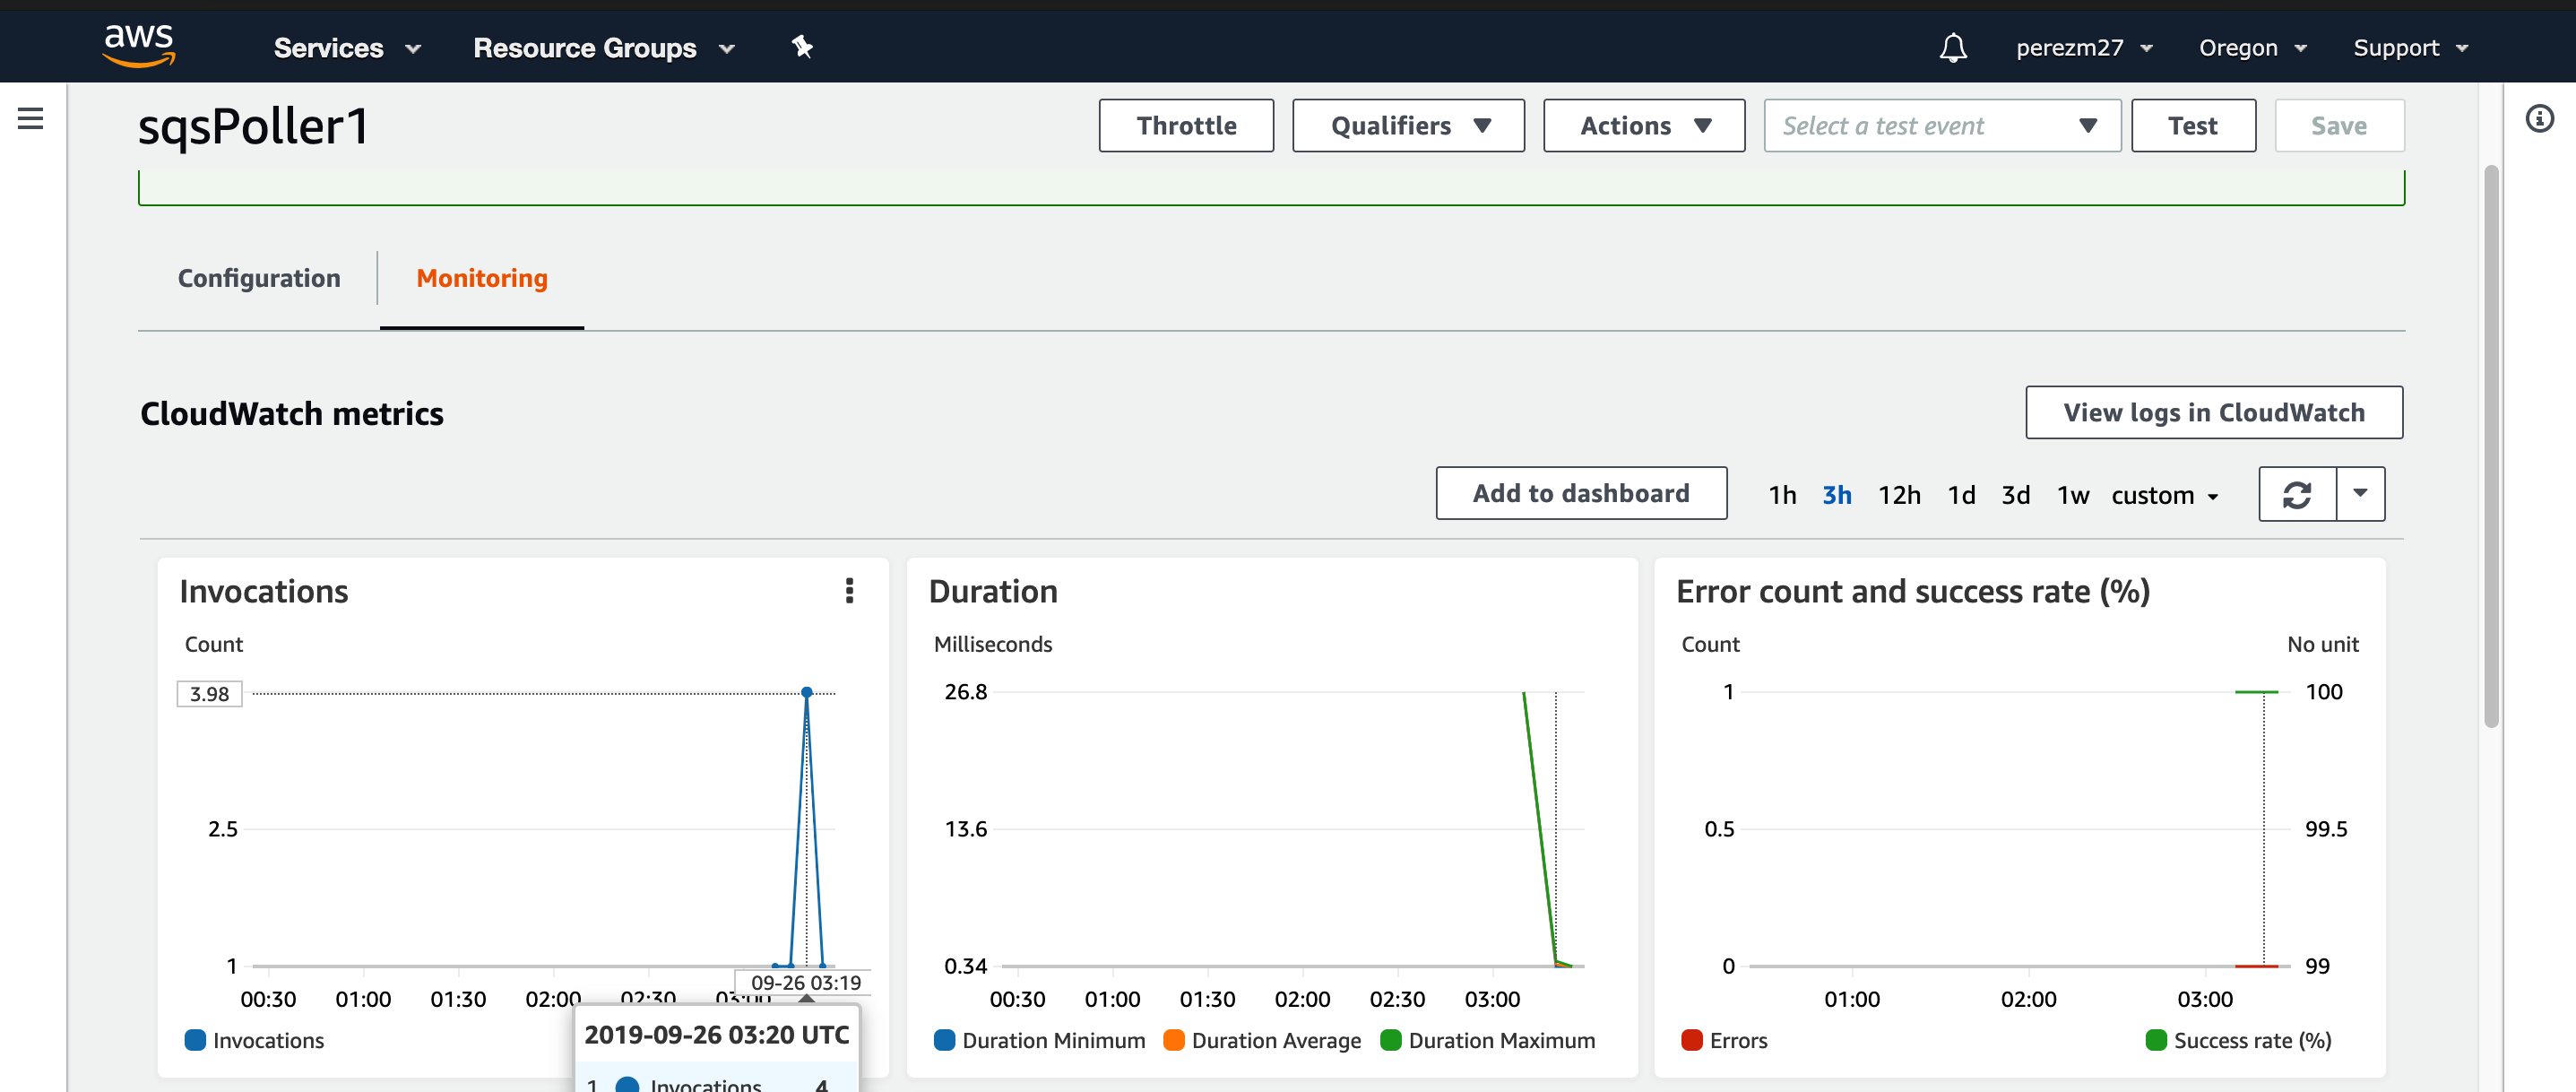 aws Services Resource Groups perezm27 Oregon Support
sqsPoller1 Throttle Qualifiers Actions Select a test event Test Save
Configuration Monitoring
CloudWatch metrics View logs in CloudWatch
Add to dashboard 1h 3h 12h 1d 3d 1w custom
Invocations
Count
3.98
2.5
1
09-26 03:19
00:30 01:00 01:30 02:00 02:30 03:00
Invocations
2019-09-26 03:20 UTC
1 Invocations 4
Duration
Milliseconds
26.8
13.6
0.34
00:30 01:00 01:30 02:00 02:30 03:00
Duration Minimum Duration Average Duration Maximum
Error count and success rate (%)
Count No unit
1 100
0.5 99.5
0 99
01:00 02:00 03:00
Errors Success rate (%)